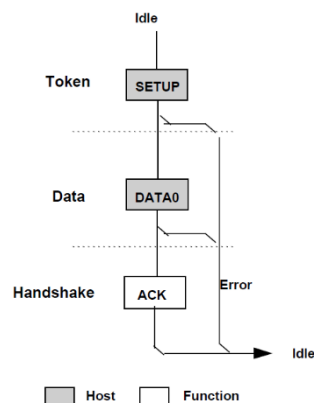 Idle
Token
SETUP
Data
DATA0
Handshake
ACK
Error
Idle
Host
Function